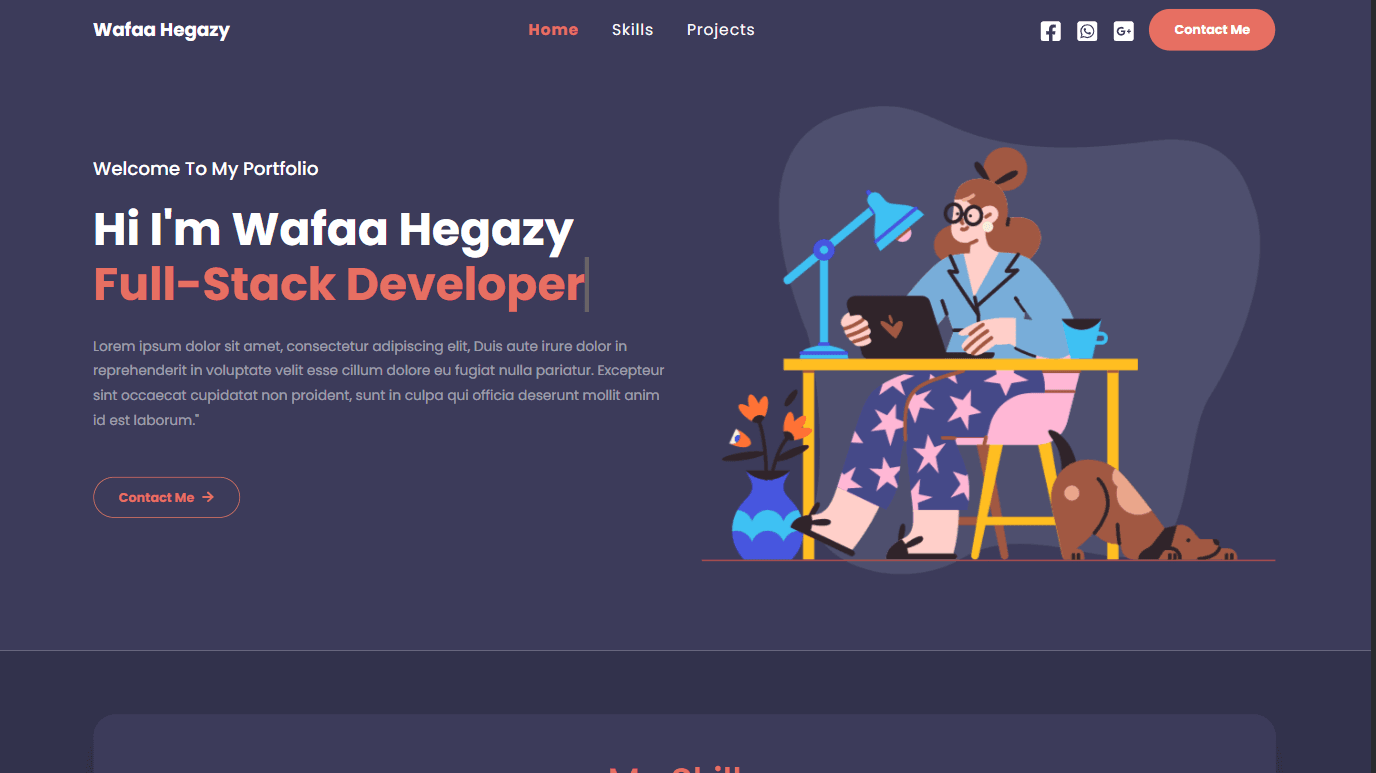 Wafaa Hegazy
Home
Skills
Projects
Contact Me
Welcome To My Portfolio
Hi I'm Wafaa Hegazy
Full-Stack Developer
Lorem ipsum dolor sit amet, consectetur adipiscing elit, Duis aute irure dolor in
reprehenderit in voluptate velit esse cillum dolore eu fugiat nulla pariatur. Excepteur
sint occaecat cupidatat non proident, sunt in culpa qui officia deserunt mollit anim
id est laborum."
Contact Me